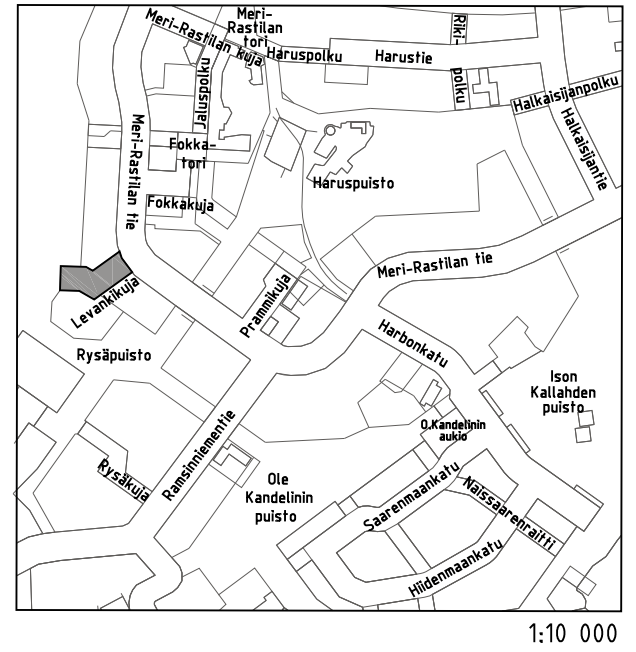 Meri-
Rastilan
tori
Meri-Rastilan kuja
Haruspolku
Harustie
Riki-
polku
Halkaisijanpolku
Halkaisijantie
Jaluspolku
Meri-Rastilan tie
Fokka-
tori
Fokkakuja
Haruspuisto
Meri-Rastilan tie
Levankikuja
Prammikuja
Rysäpuisto
Harbonkatu
Ison
Kallahden
puisto
O.Kandelinin
aukio
Rysäkuja
Ramsinniementie
Ole
Kandelinin
puisto
Saarenmaankatu
Naissaarenraitti
Hiidenmaankatu
1:10 000